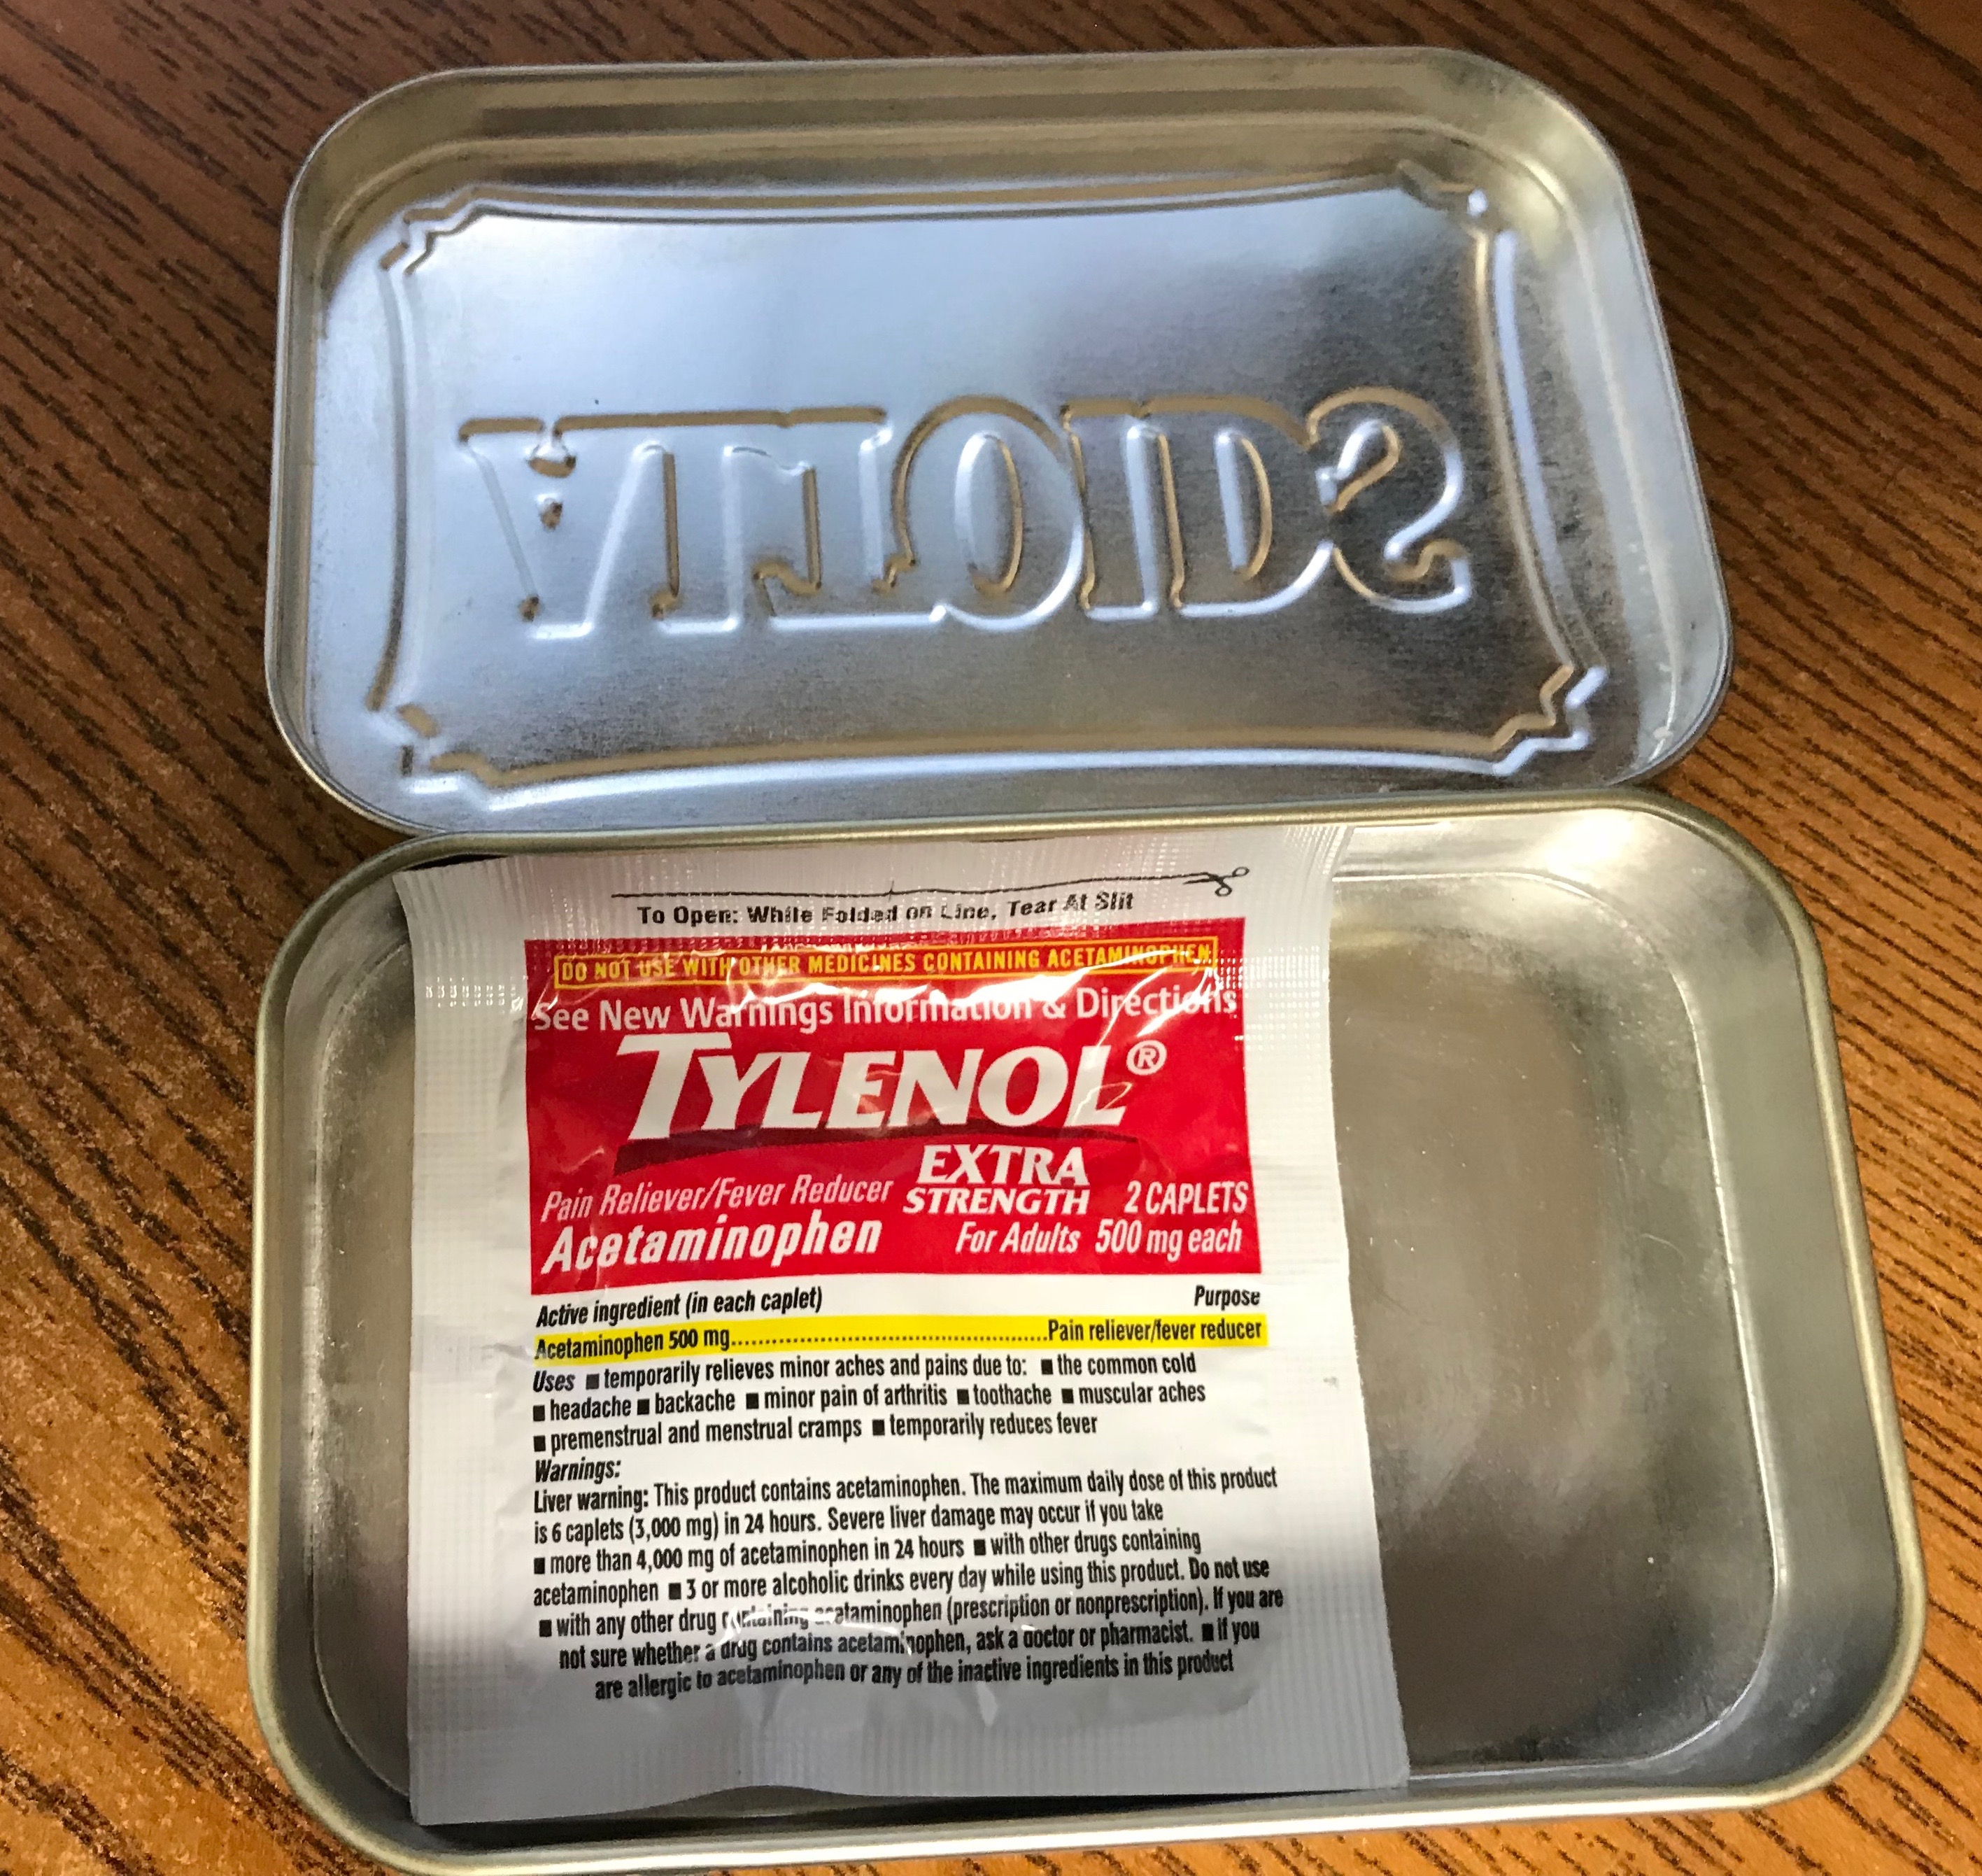 ALTOIDS
To Open: While Folded on Line, Tear At Slit
DO NOT USE WITH OTHER MEDICINES CONTAINING ACETAMINOPHEN
See New Warnings Information & Directions
TYLENOL®
EXTRA
Pain Reliever/Fever Reducer STRENGTH 2 CAPLETS
Acetaminophen For Adults 500 mg each
Active ingredient (in each caplet) Purpose
Acetaminophen 500 mg..................................................Pain reliever/fever reducer
Uses ■ temporarily relieves minor aches and pains due to: ■ the common cold
■ headache ■ backache ■ minor pain of arthritis ■ toothache ■ muscular aches
■ premenstrual and menstrual cramps ■ temporarily reduces fever
Warnings:
Liver warning: This product contains acetaminophen. The maximum daily dose of this product
is 6 caplets (3,000 mg) in 24 hours. Severe liver damage may occur if you take
■ more than 4,000 mg of acetaminophen in 24 hours ■ with other drugs containing
acetaminophen ■ 3 or more alcoholic drinks every day while using this product. Do not use
■ with any other drug containing acetaminophen (prescription or nonprescription). If you are
not sure whether a drug contains acetaminophen, ask a doctor or pharmacist. ■ if you
are allergic to acetaminophen or any of the inactive ingredients in this product